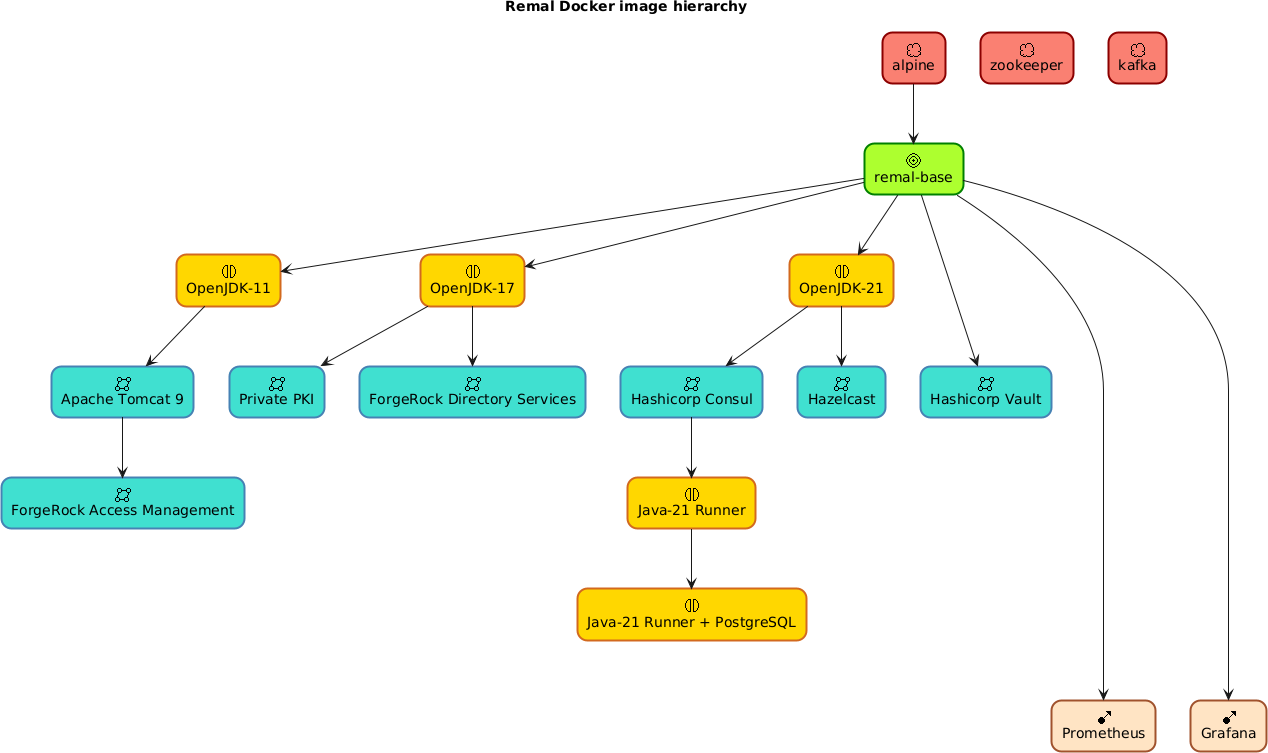 Remal Docker image hierarchy
alpine
zookeeper
kafka
remal-base
OpenJDK-11
OpenJDK-17
OpenJDK-21
Apache Tomcat 9
Private PKI
ForgeRock Directory Services
Hashicorp Consul
Hazelcast
Hashicorp Vault
ForgeRock Access Management
Java-21 Runner
Java-21 Runner + PostgreSQL
Prometheus
Grafana